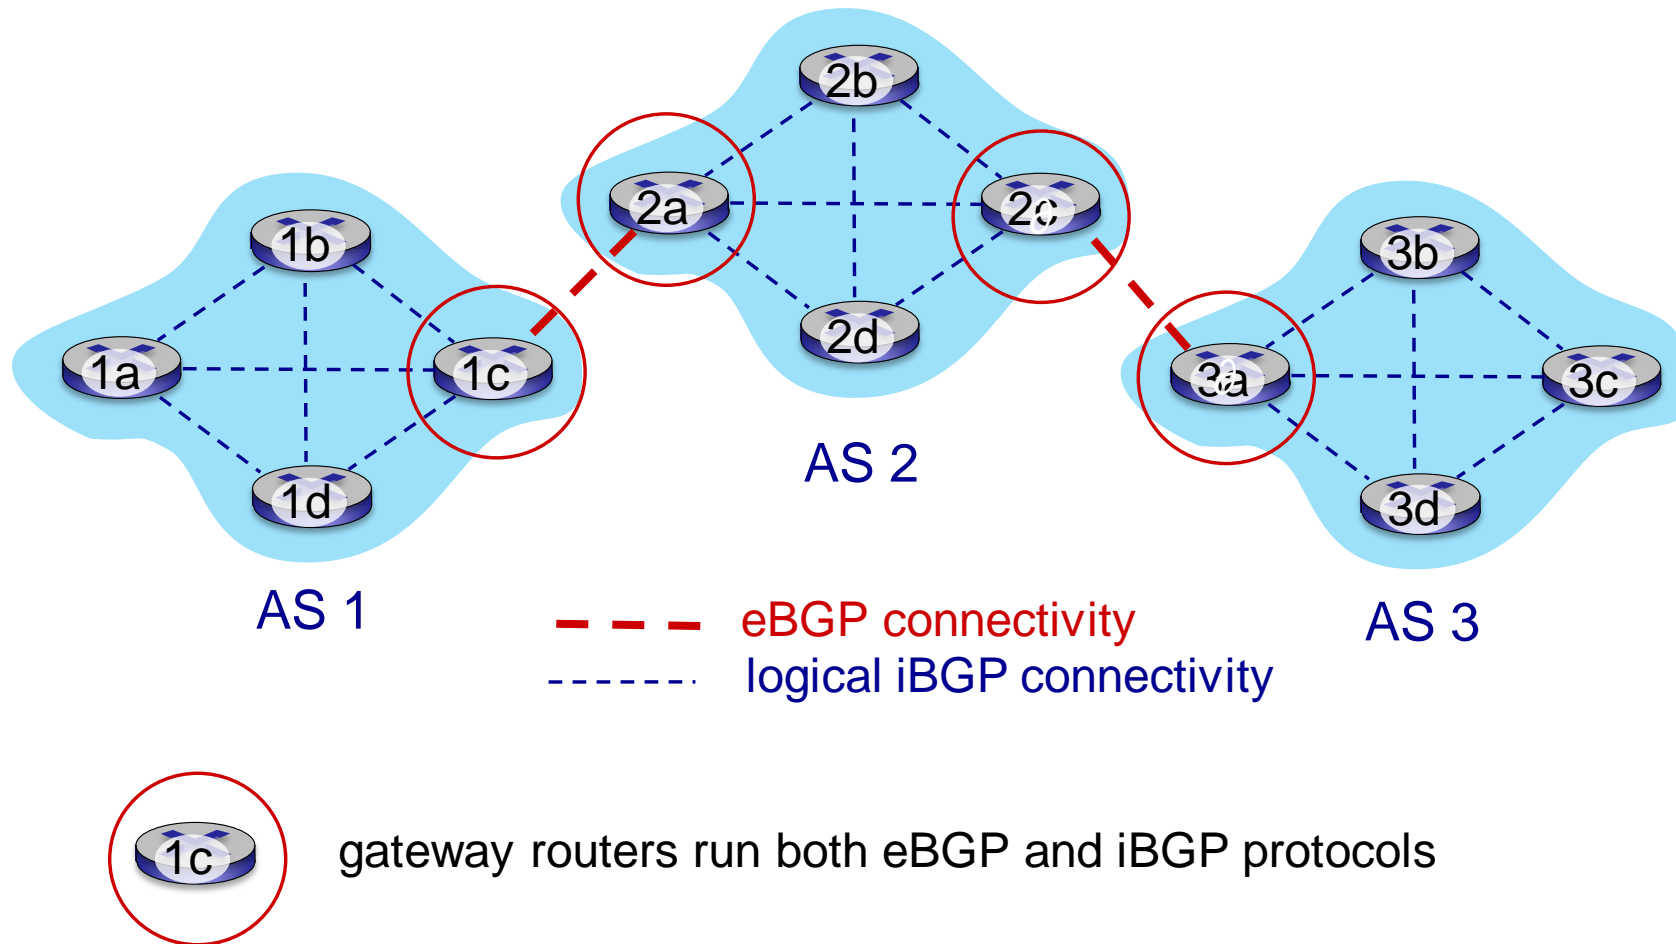 2b
2a
2c
1b
3b
2d
1a
1c
3a
3c
AS 2
1d
3d
AS 1
eBGP connectivity
AS 3
logical iBGP connectivity
1c
gateway routers run both eBGP and iBGP protocols